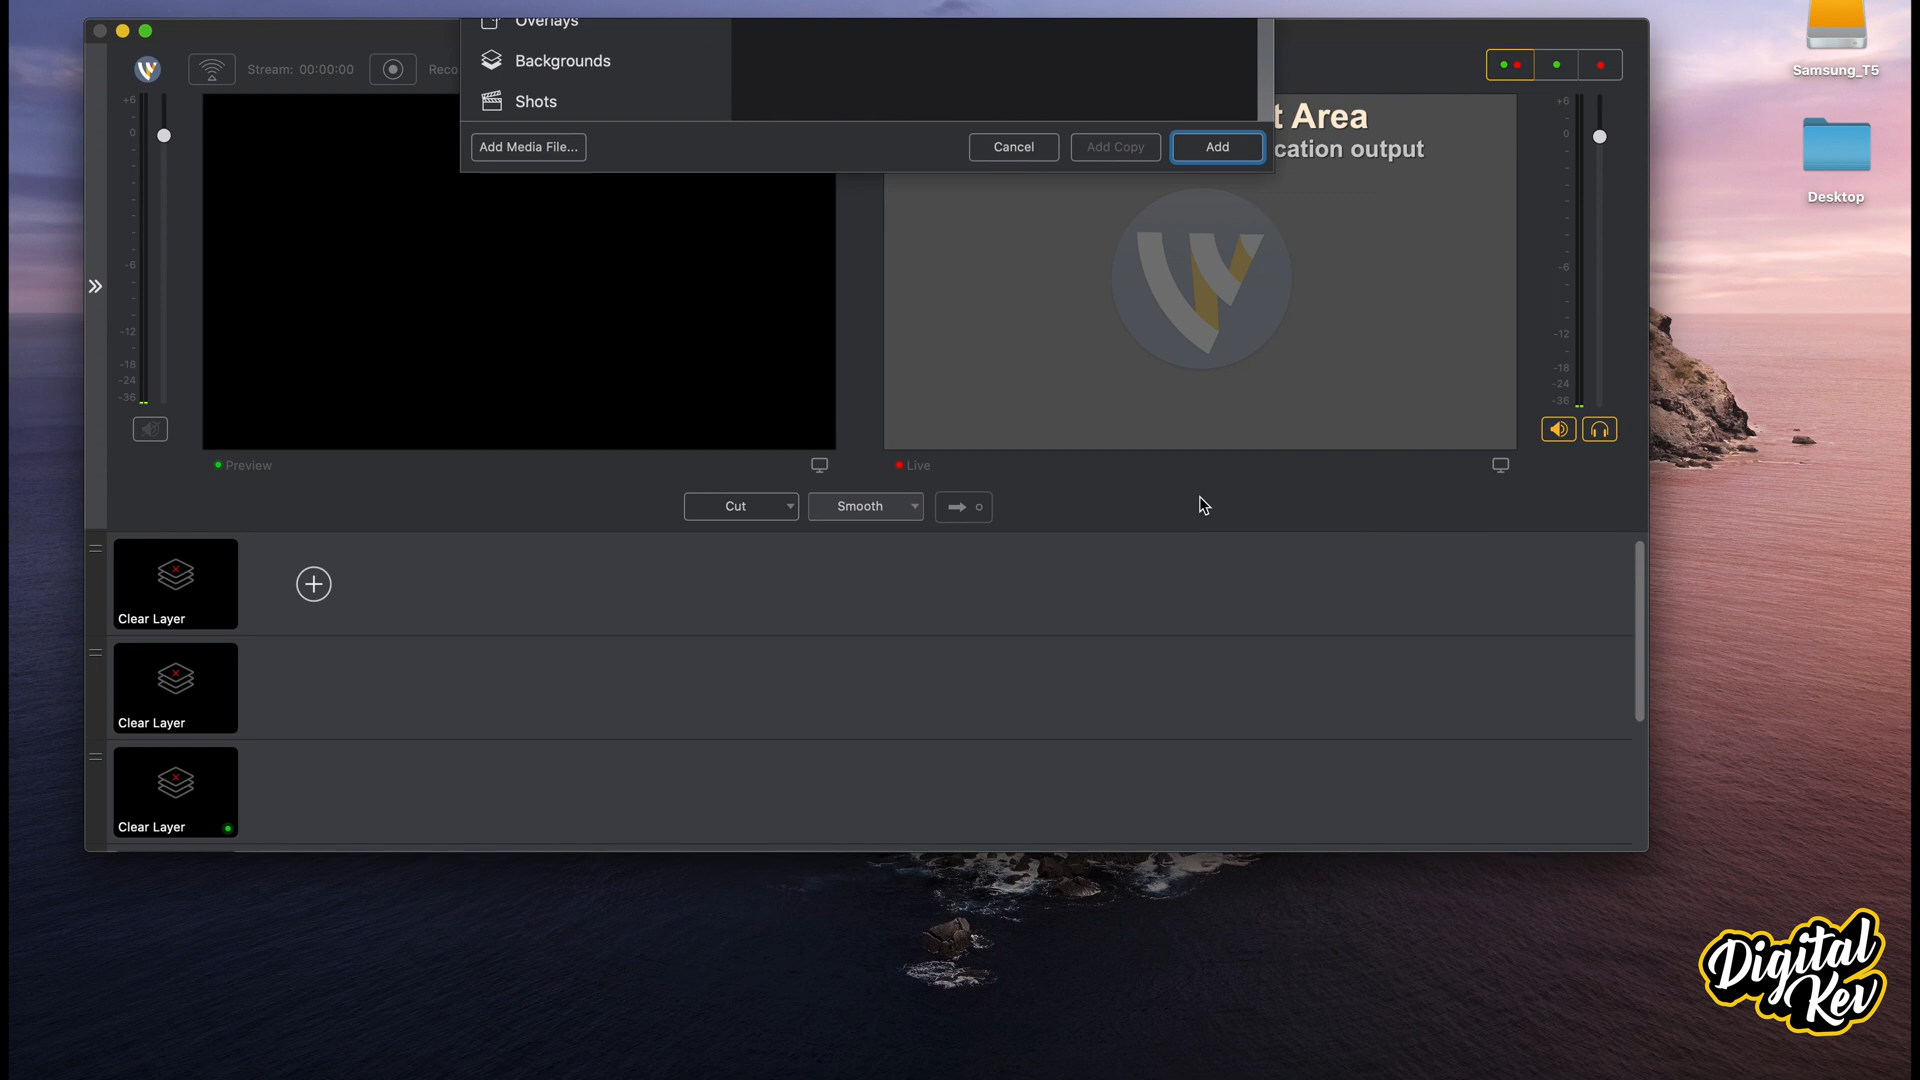 Overlays
Backgrounds
Shots
Add Media File...
Cancel
Add Copy
Add
Stream: 00:00:00
Reco
t Area
cation output
+6
0
-6
-12
-18
-24
-36
+6
0
-6
-12
-18
-24
-36
Preview
Live
Cut
Smooth
Clear Layer
Clear Layer
Clear Layer
Samsung_T5
Desktop
Digital
Kev